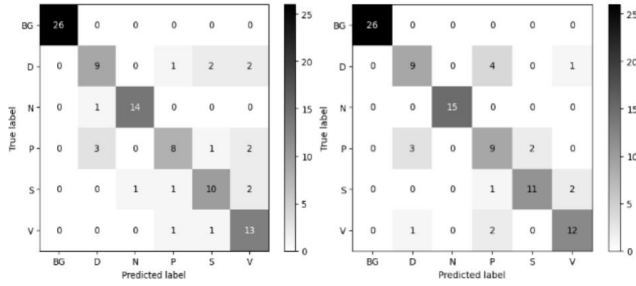 BG 26 0 0 0 0 0
D 0 9 0 1 2 2
N 0 1 14 0 0 0
P 0 3 0 8 1 2
S 0 0 1 1 10 2
V 0 0 0 1 1 13
BG D N P S V
True label
Predicted label
25
20
15
10
5
0
BG 26 0 0 0 0 0
D 0 9 0 4 0 1
N 0 0 15 0 0 0
P 0 3 0 9 2 0
S 0 0 0 1 11 2
V 0 1 0 2 0 12
BG D N P S V
True label
Predicted label
25
20
15
10
5
0